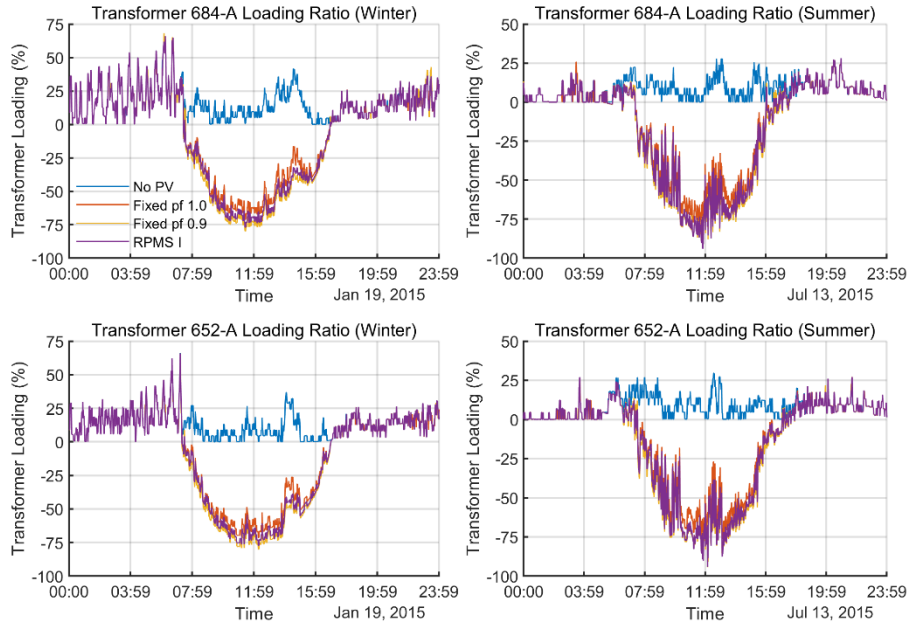 Transformer 684-A Loading Ratio (Winter)
Transformer Loading (%)
75
50
25
0
-25
-50
-75
-100
No PV
Fixed pf 1.0
Fixed pf 0.9
RPMS I
00:00 03:59 07:59 11:59 15:59 19:59 23:59
Time
Jan 19, 2015
Transformer 684-A Loading Ratio (Summer)
Transformer Loading (%)
50
25
0
-25
-50
-75
-100
00:00 03:59 07:59 11:59 15:59 19:59 23:59
Time
Jul 13, 2015
Transformer 652-A Loading Ratio (Winter)
Transformer Loading (%)
75
50
25
0
-25
-50
-75
-100
00:00 03:59 07:59 11:59 15:59 19:59 23:59
Time
Jan 19, 2015
Transformer 652-A Loading Ratio (Summer)
Transformer Loading (%)
50
25
0
-25
-50
-75
-100
00:00 03:59 07:59 11:59 15:59 19:59 23:59
Time
Jul 13, 2015